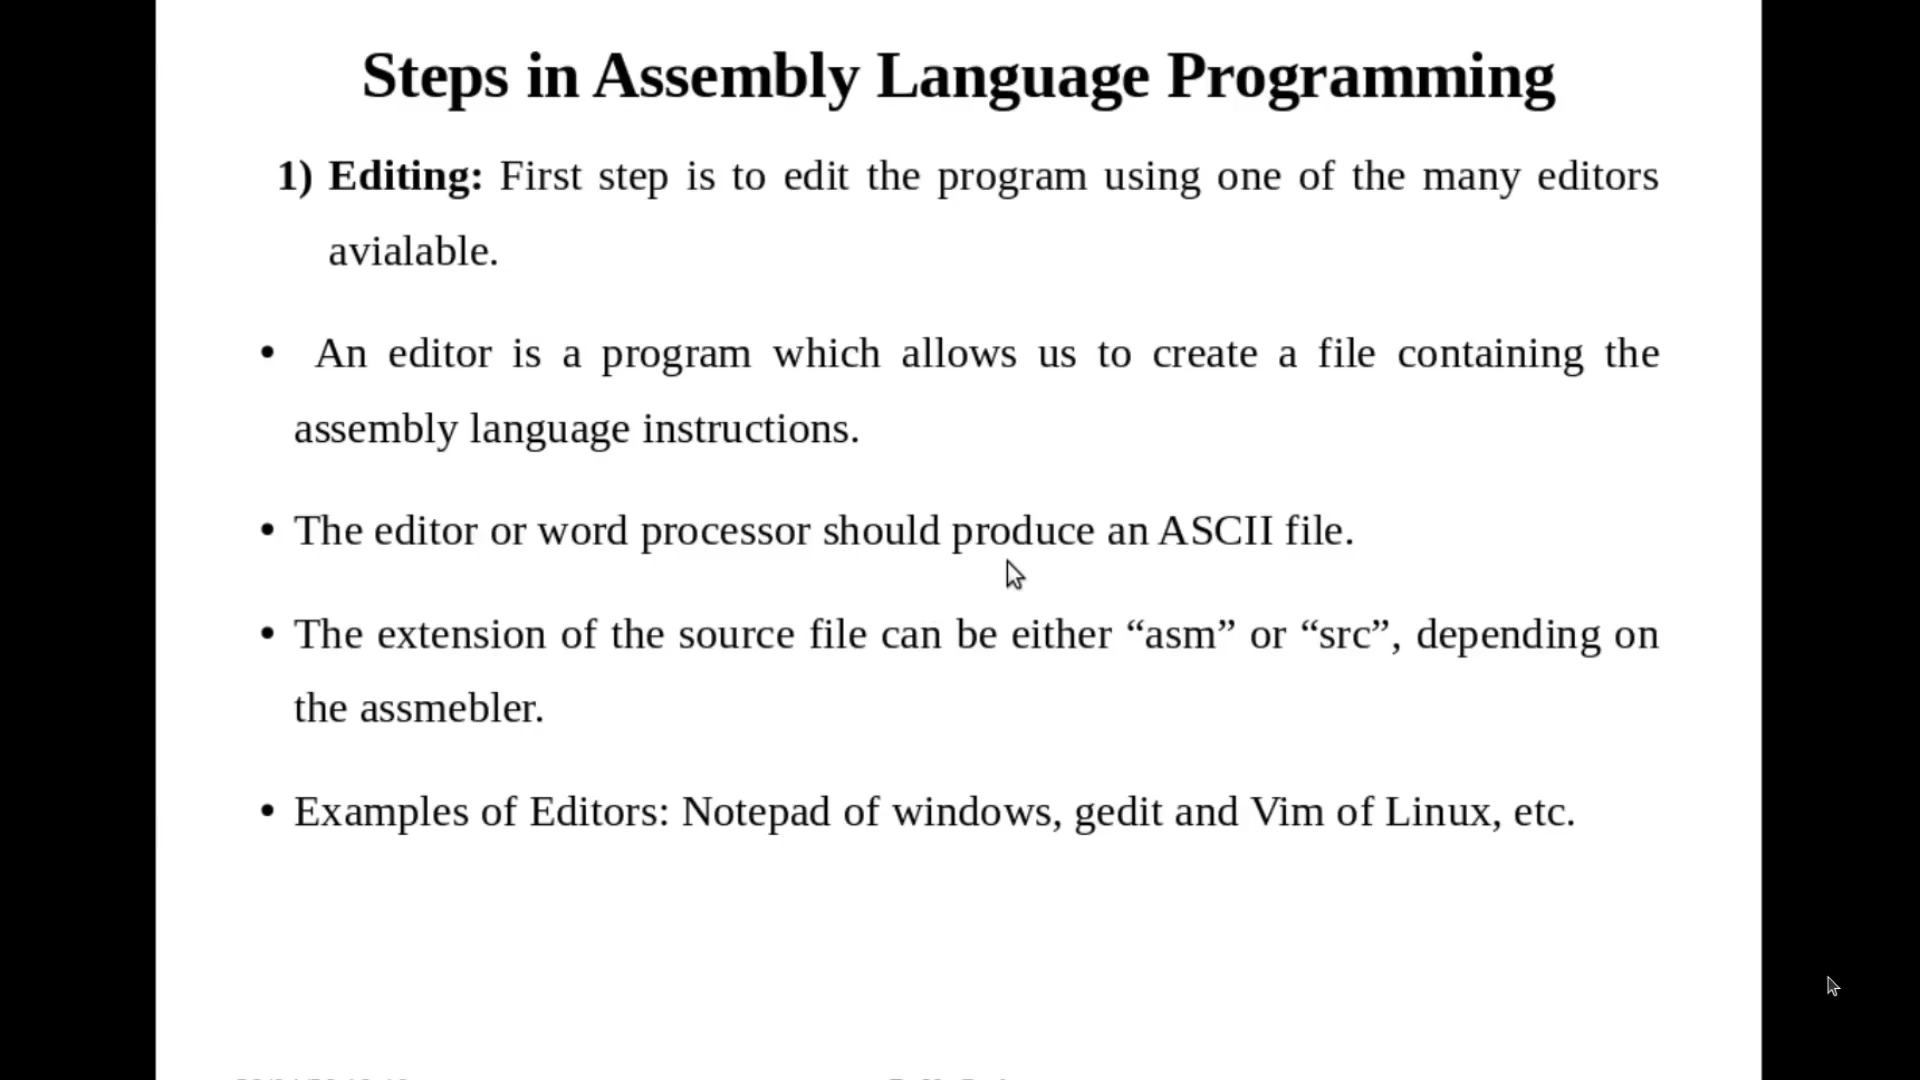 Steps in Assembly Language Programming
1) Editing: First step is to edit the program using one of the many editors
avialable.
• An editor is a program which allows us to create a file containing the
assembly language instructions.
• The editor or word processor should produce an ASCII file.
• The extension of the source file can be either “asm” or “src”, depending on
the assmebler.
• Examples of Editors: Notepad of windows, gedit and Vim of Linux, etc.